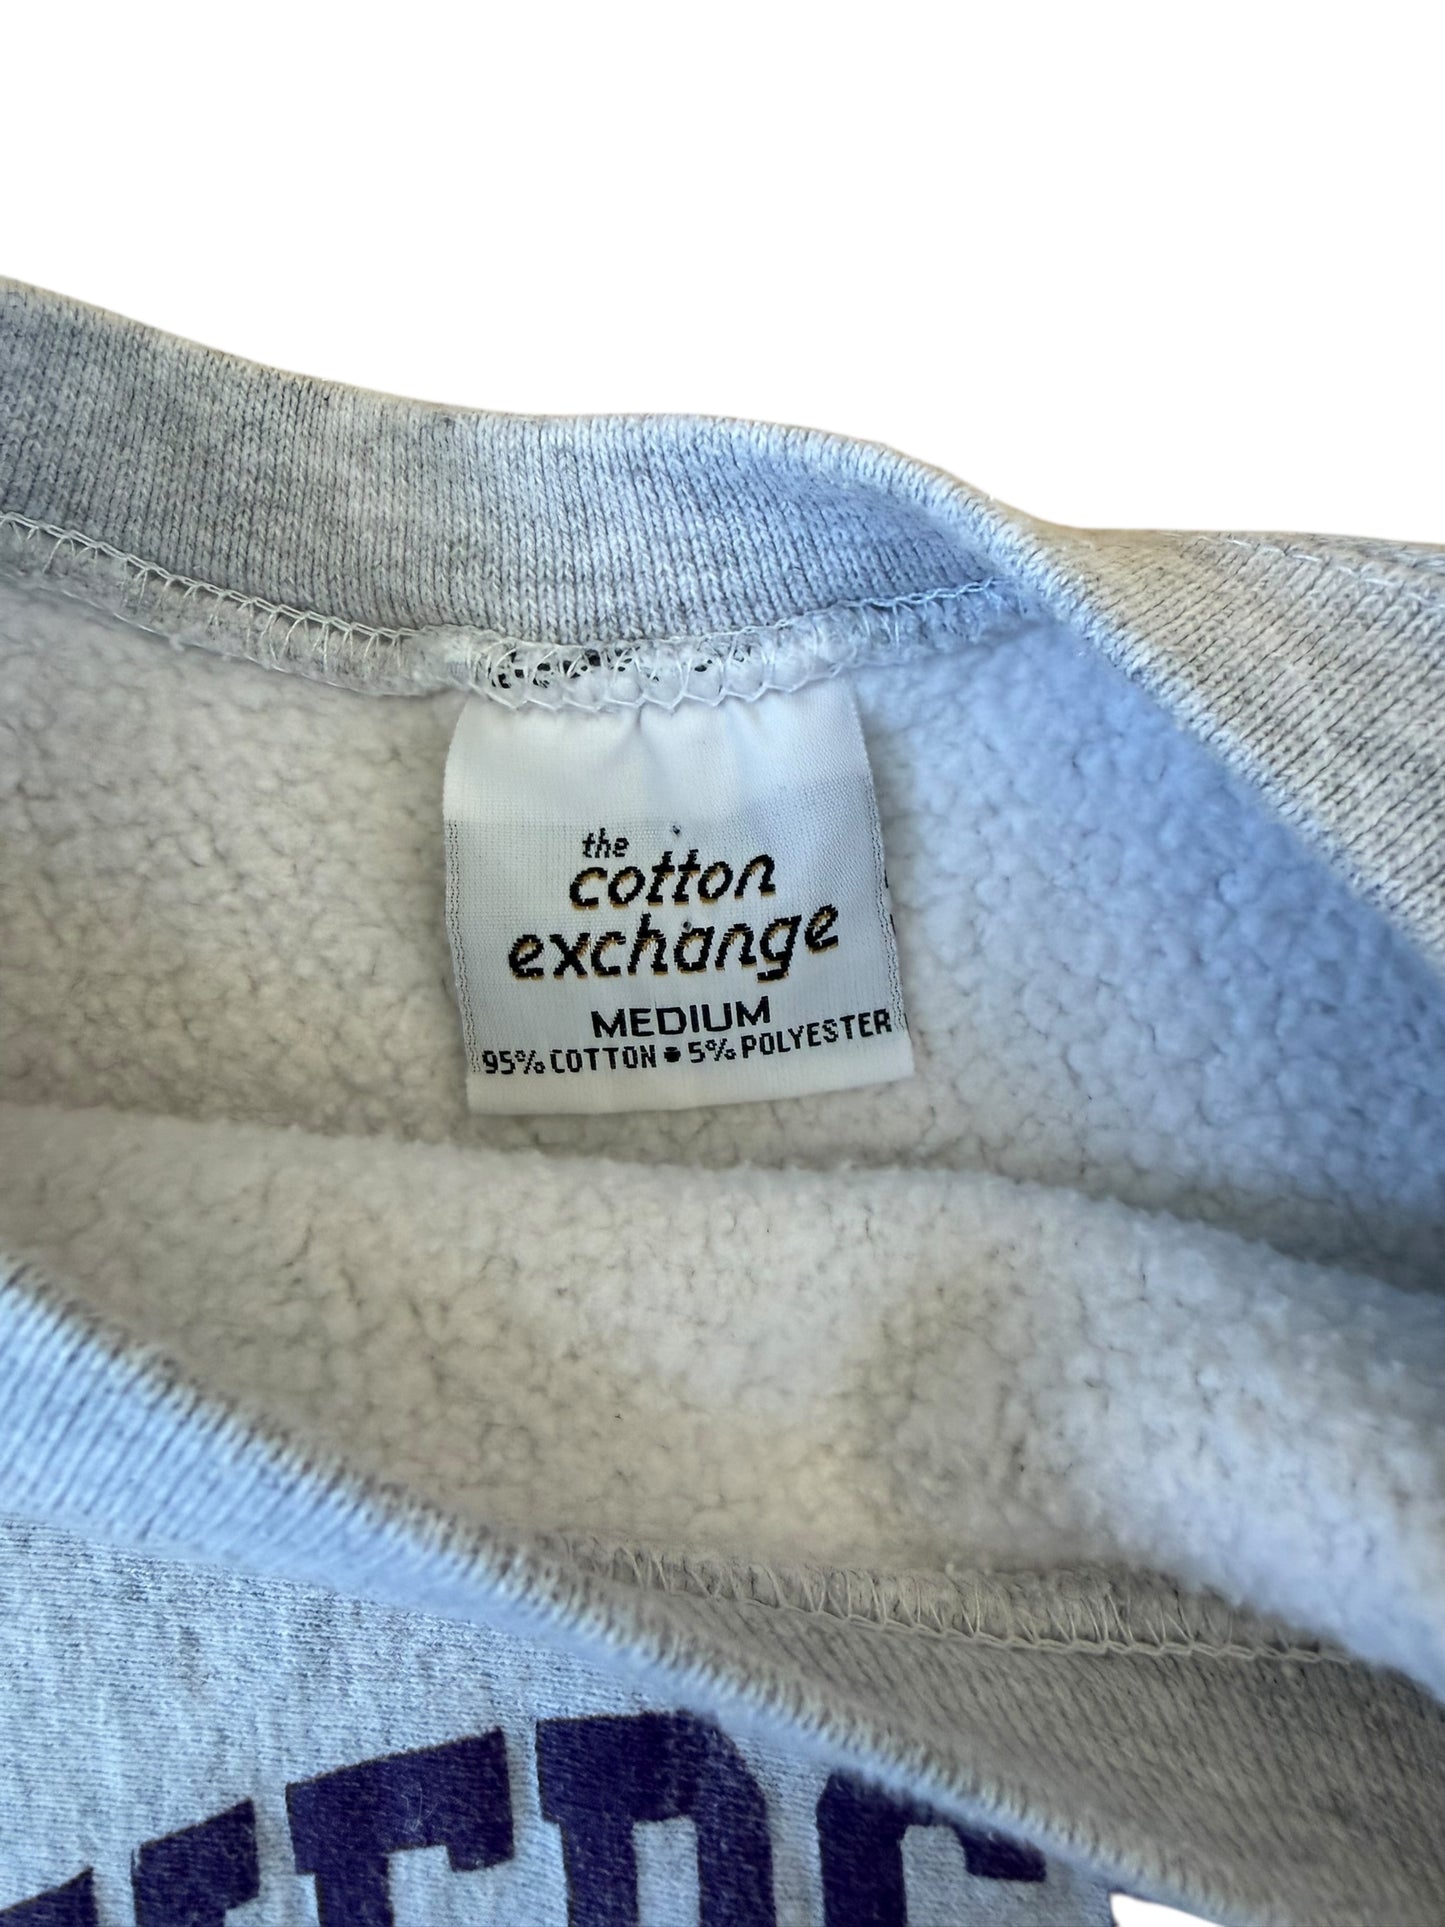 the
cotton
exchange
MEDIUM
95% COTTON • 5% POLYESTER